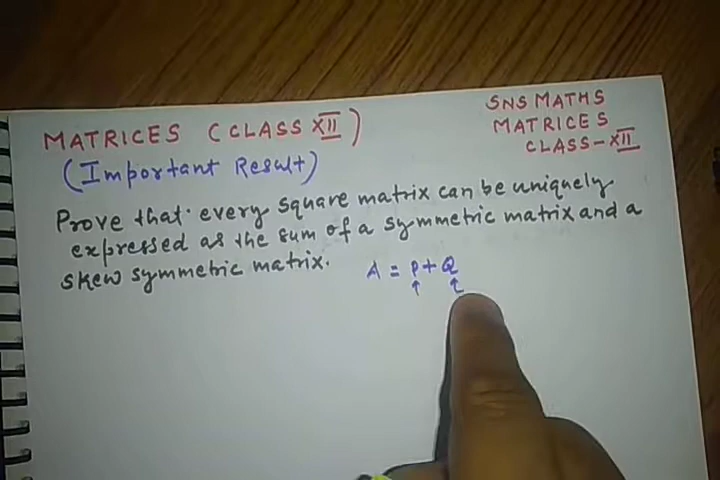 MATRICES (CLASS XII)
SNS MATHS
MATRICES
CLASS-XII
(Important Result)
Prove that every square matrix can be uniquely
expressed as the sum of a symmetric matrix and a
skew symmetric matrix. A = P + Q
↑ ↑